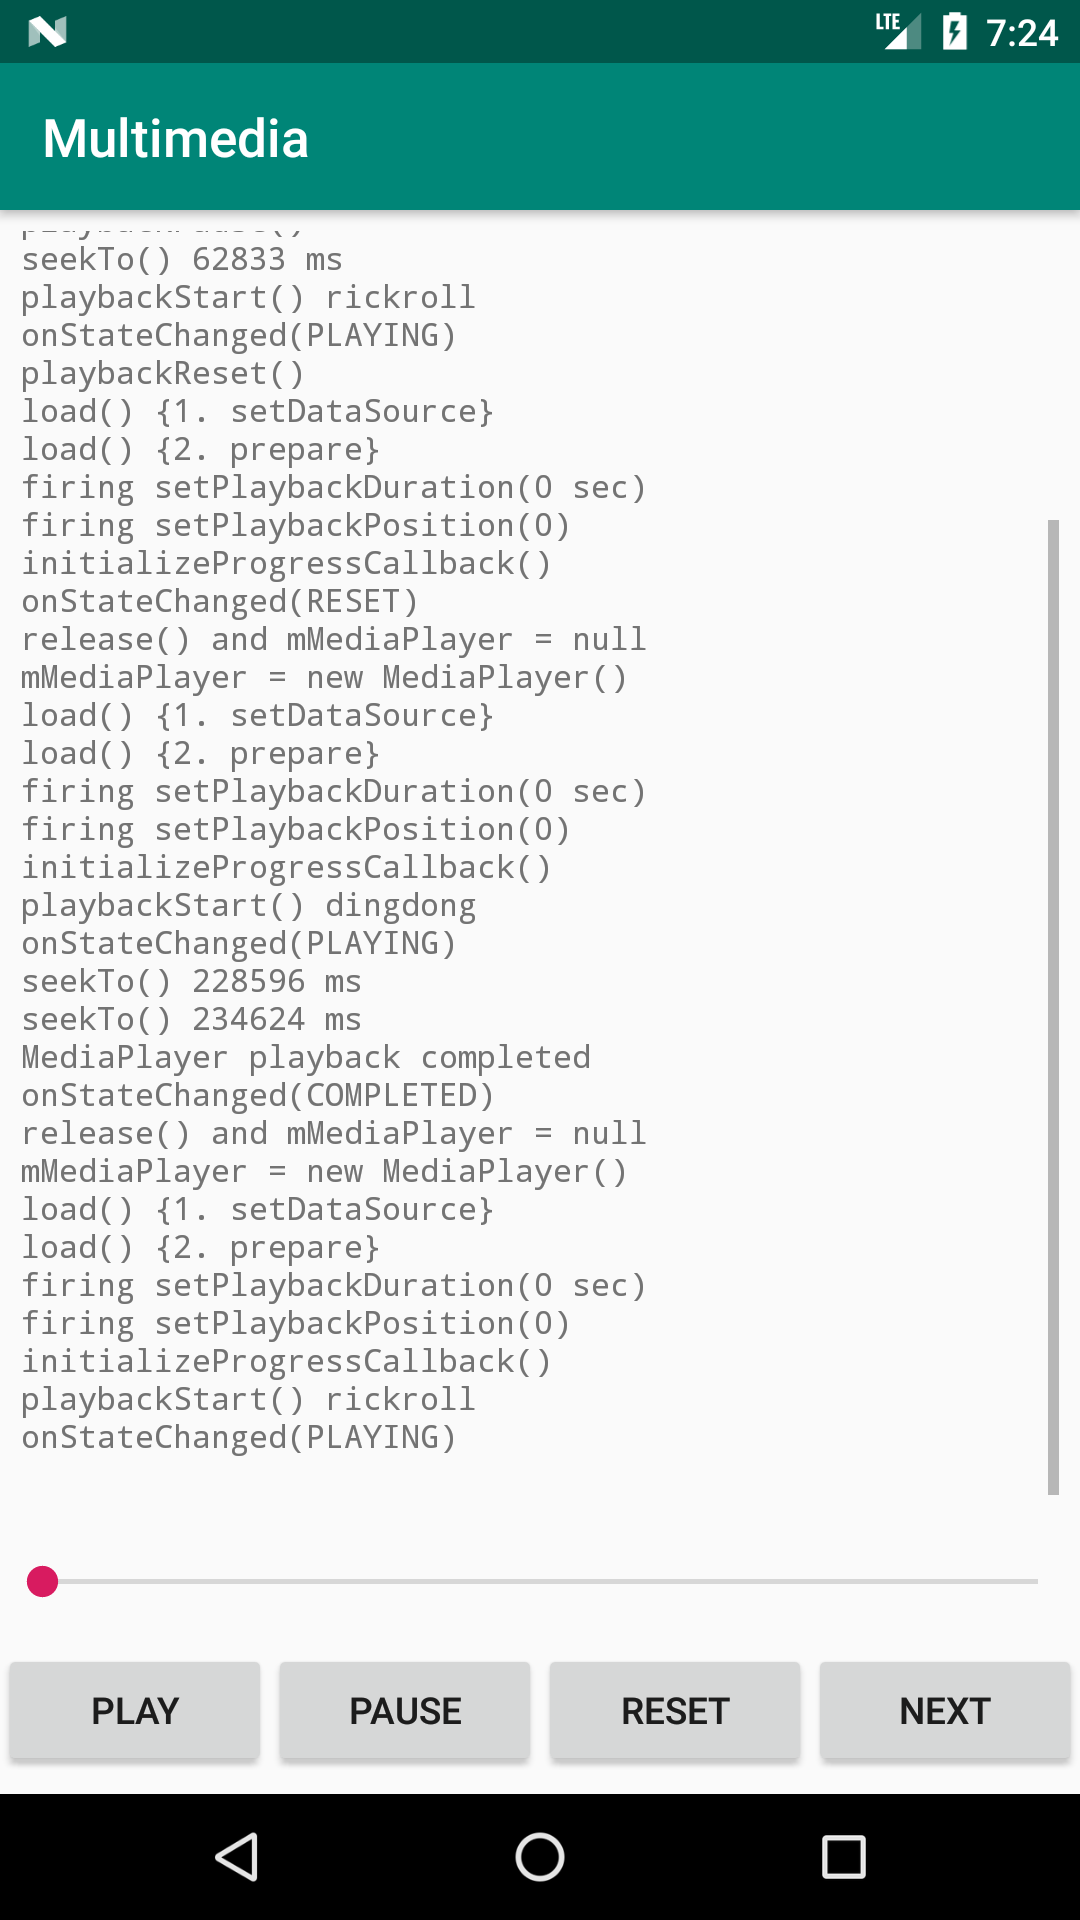 LTE 7:24
Multimedia
seekTo() 62833 ms
playbackStart() rickroll
onStateChanged(PLAYING)
playbackReset()
load() {1. setDataSource}
load() {2. prepare}
firing setPlaybackDuration(0 sec)
firing setPlaybackPosition(0)
initializeProgressCallback()
onStateChanged(RESET)
release() and mMediaPlayer = null
mMediaPlayer = new MediaPlayer()
load() {1. setDataSource}
load() {2. prepare}
firing setPlaybackDuration(0 sec)
firing setPlaybackPosition(0)
initializeProgressCallback()
playbackStart() dingdong
onStateChanged(PLAYING)
seekTo() 228596 ms
seekTo() 234624 ms
MediaPlayer playback completed
onStateChanged(COMPLETED)
release() and mMediaPlayer = null
mMediaPlayer = new MediaPlayer()
load() {1. setDataSource}
load() {2. prepare}
firing setPlaybackDuration(0 sec)
firing setPlaybackPosition(0)
initializeProgressCallback()
playbackStart() rickroll
onStateChanged(PLAYING)
PLAY PAUSE RESET NEXT